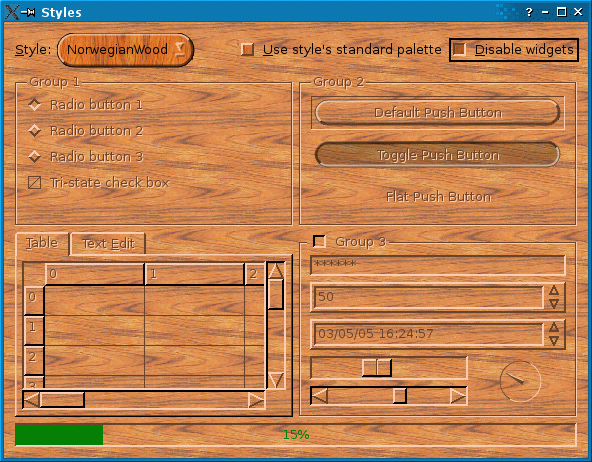 Styles
Style: NorwegianWood Use style's standard palette Disable widgets
Group 1
Radio button 1
Radio button 2
Radio button 3
Tri-state check box
Group 2
Default Push Button
Toggle Push Button
Flat Push Button
Table Text Edit
0 1 2
0
1
2
3
Group 3
******
50
03/05/05 16:24:57
15%